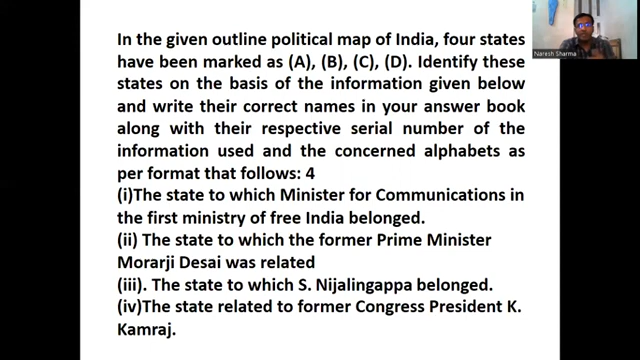 In the given outline political map of India, four states
have been marked as (A), (B), (C), (D). Identify these
states on the basis of the information given below
and write their correct names in your answer book
along with their respective serial number of the
information used and the concerned alphabets as
per format that follows: 4
(i)The state to which Minister for Communications in
the first ministry of free India belonged.
(ii) The state to which the former Prime Minister
Morarji Desai was related
(iii). The state to which S. Nijalingappa belonged.
(iv)The state related to former Congress President K.
Kamraj.
Naresh Sharma